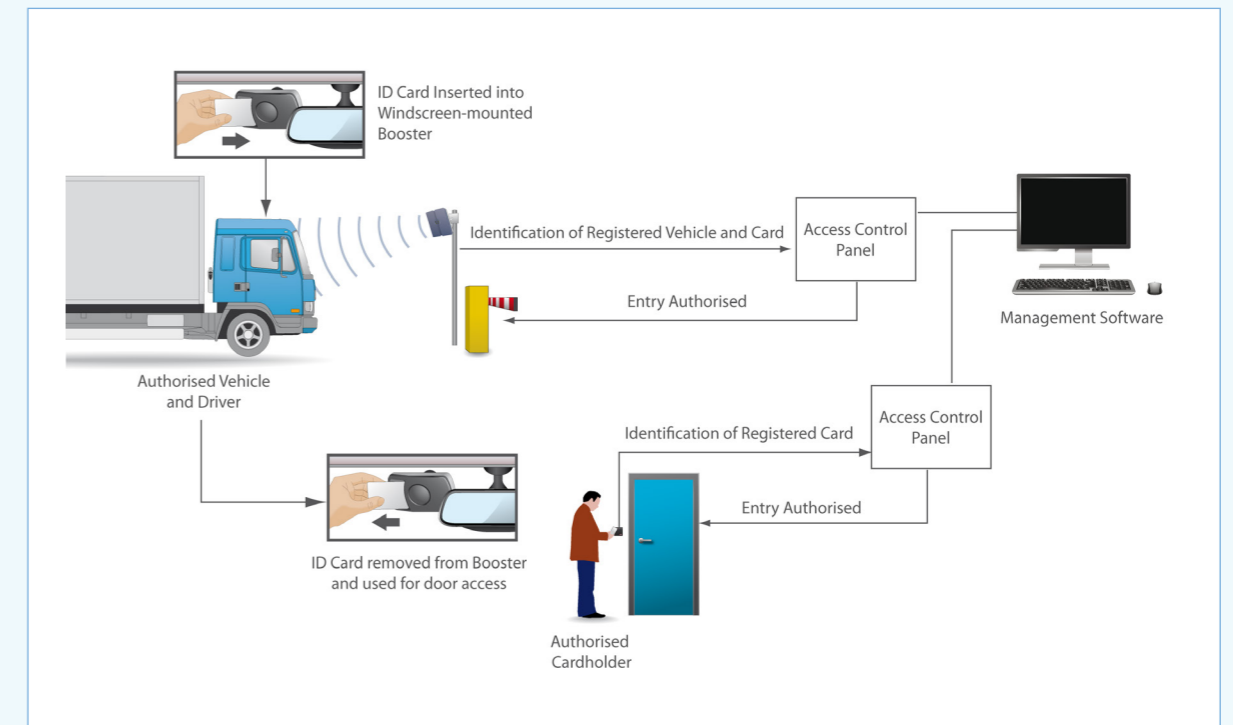 ID Card Inserted into
Windscreen-mounted
Booster
Identification of Registered Vehicle and Card
Access Control
Panel
Entry Authorised
Management Software
Authorised Vehicle
and Driver
Access Control
Panel
Identification of Registered Card
Entry Authorised
ID Card removed from Booster
and used for door access
Authorised
Cardholder